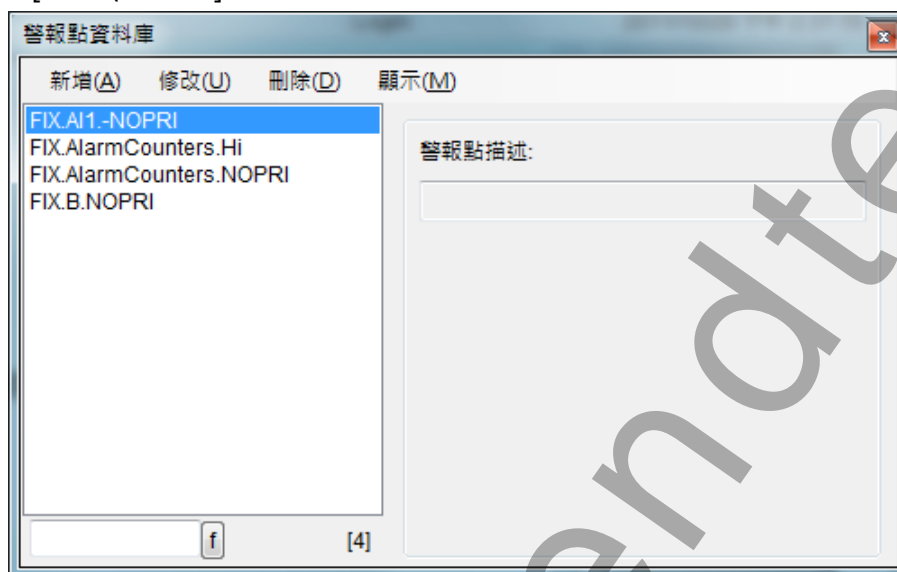 警報點資料庫
新增(A) 修改(U) 刪除(D) 顯示(M)
FIX.AI1.-NOPRI
FIX.AlarmCounters.Hi
FIX.AlarmCounters.NOPRI
FIX.B.NOPRI
警報點描述:
f [4]
endte